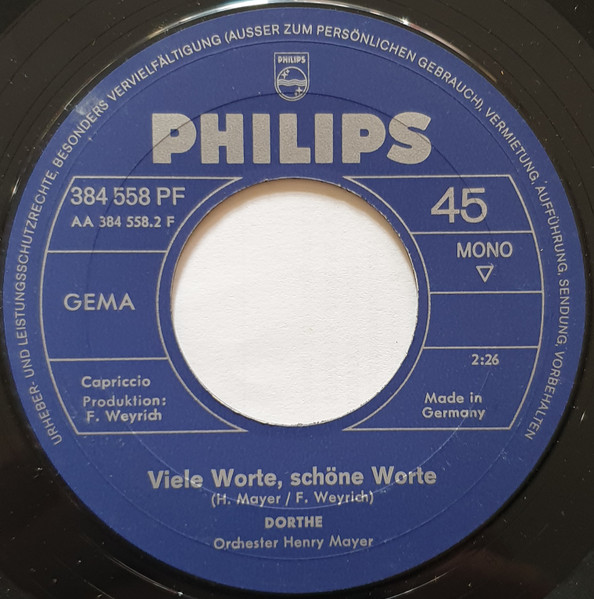 URHEBER- UND LEISTUNGSSCHUTZRECHTE, BESONDERS VERVIELFÄLTIGUNG (AUSSER ZUM PERSÖNLICHEN GEBRAUCH), VERMIETUNG, AUFFÜHRUNG, SENDUNG, VORBEHALTEN
PHILIPS
PHILIPS
384 558 PF
AA 384 558.2 F
45
MONO
GEMA
2:26
Capriccio
Produktion:
F. Weyrich
Made in
Germany
Viele Worte, schöne Worte
(H. Mayer / F. Weyrich)
DORTHE
Orchester Henry Mayer